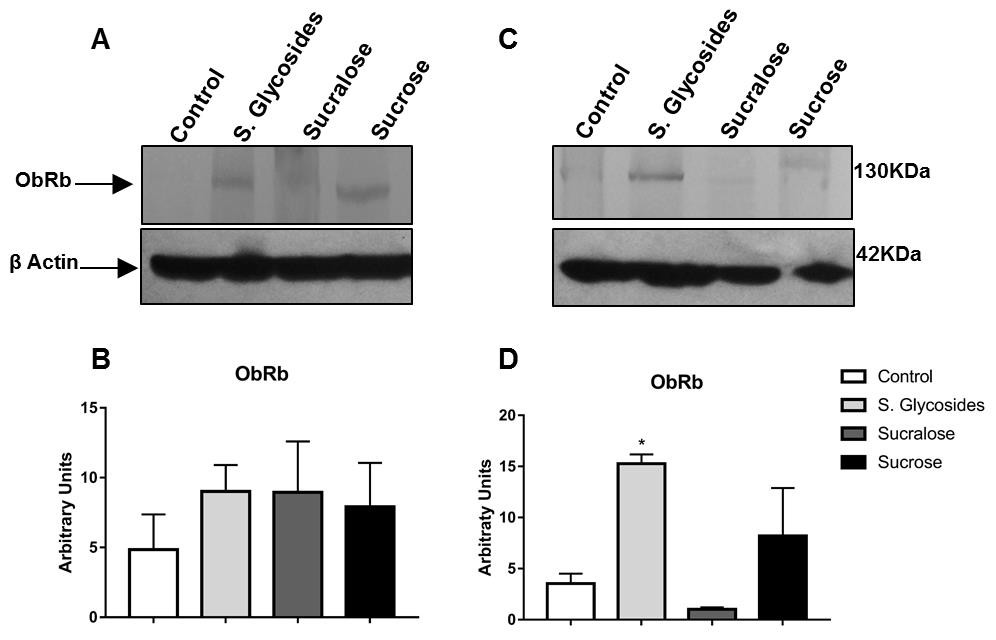 A
Control
S. Glycosides
Sucralose
Sucrose
ObRb
β Actin
C
Control
S. Glycosides
Sucralose
Sucrose
130KDa
42KDa
B
ObRb
Arbitrary Units
15
10
5
0
D
ObRb
Arbitraty Units
20
15
10
5
0
*
Control
S. Glycosides
Sucralose
Sucrose